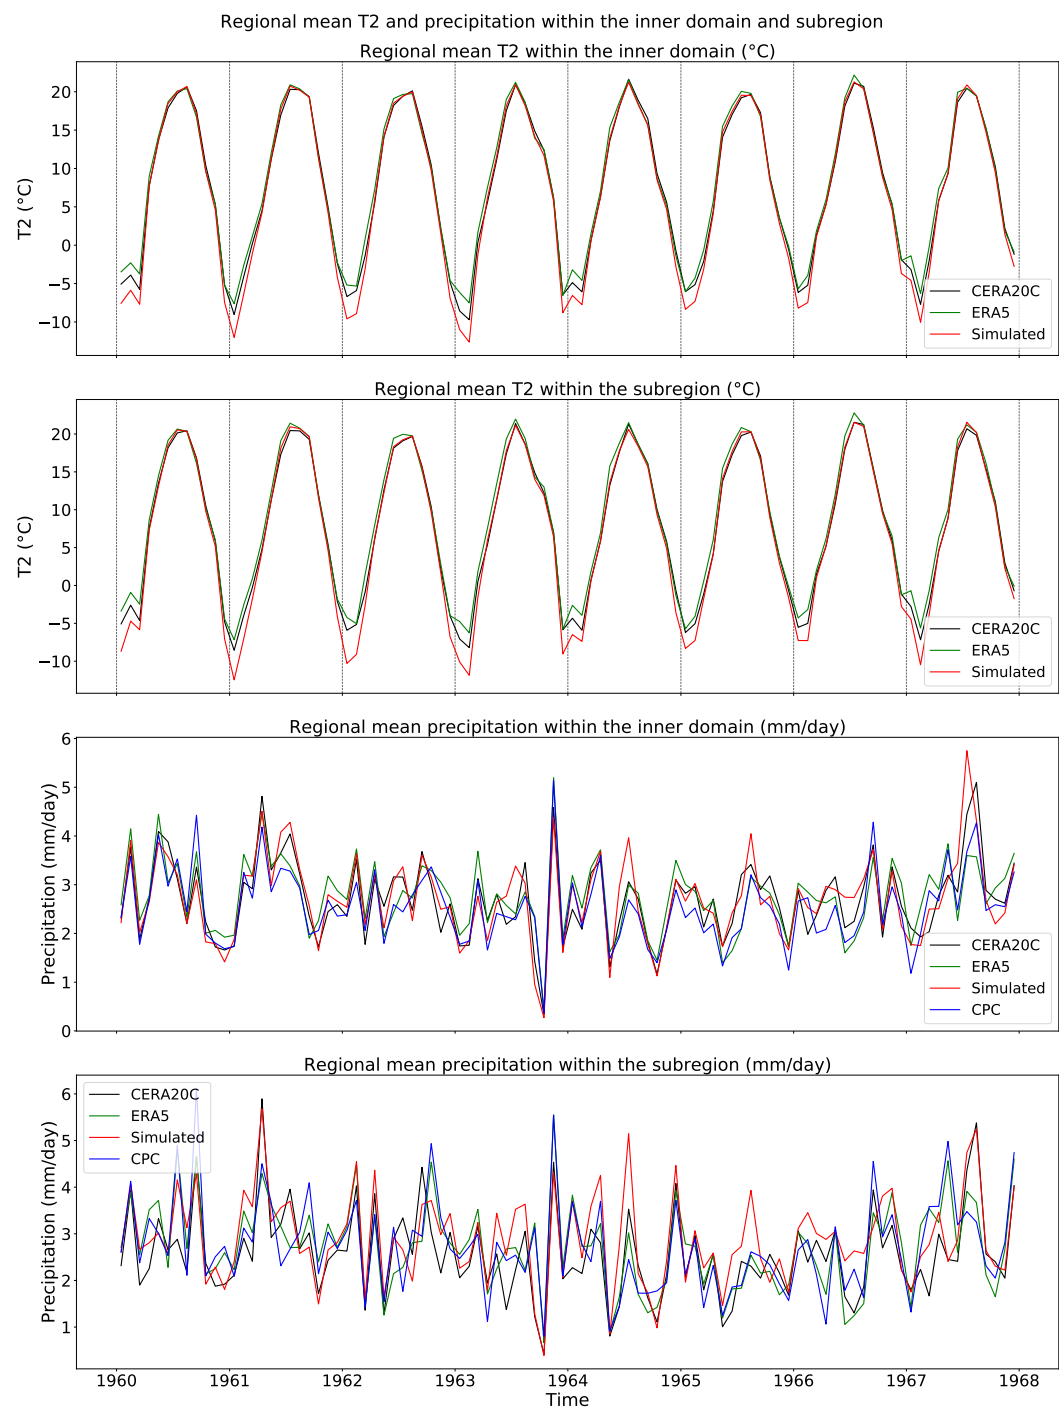 Regional mean T2 and precipitation within the inner domain and subregion
Regional mean T2 within the inner domain (°C)
20
15
10
5
0
−5
−10
T2 (°C)
CERA20C
ERA5
Simulated
Regional mean T2 within the subregion (°C)
20
15
10
5
0
−5
−10
T2 (°C)
CERA20C
ERA5
Simulated
Regional mean precipitation within the inner domain (mm/day)
6
5
4
3
2
1
0
Precipitation (mm/day)
CERA20C
ERA5
Simulated
CPC
Regional mean precipitation within the subregion (mm/day)
6
5
4
3
2
1
Precipitation (mm/day)
CERA20C
ERA5
Simulated
CPC
1960 1961 1962 1963 1964 1965 1966 1967 1968
Time